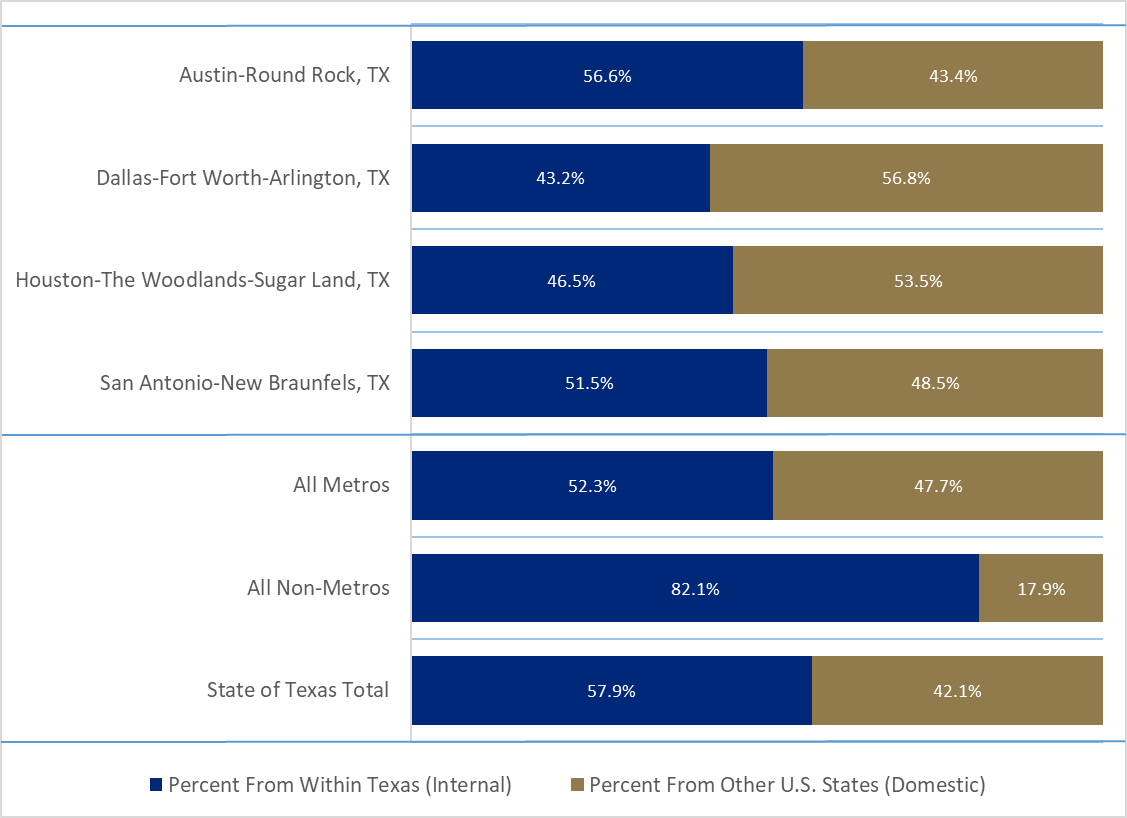 Austin-Round Rock, TX 56.6% 43.4%
Dallas-Fort Worth-Arlington, TX 43.2% 56.8%
Houston-The Woodlands-Sugar Land, TX 46.5% 53.5%
San Antonio-New Braunfels, TX 51.5% 48.5%
All Metros 52.3% 47.7%
All Non-Metros 82.1% 17.9%
State of Texas Total 57.9% 42.1%
Percent From Within Texas (Internal) Percent From Other U.S. States (Domestic)